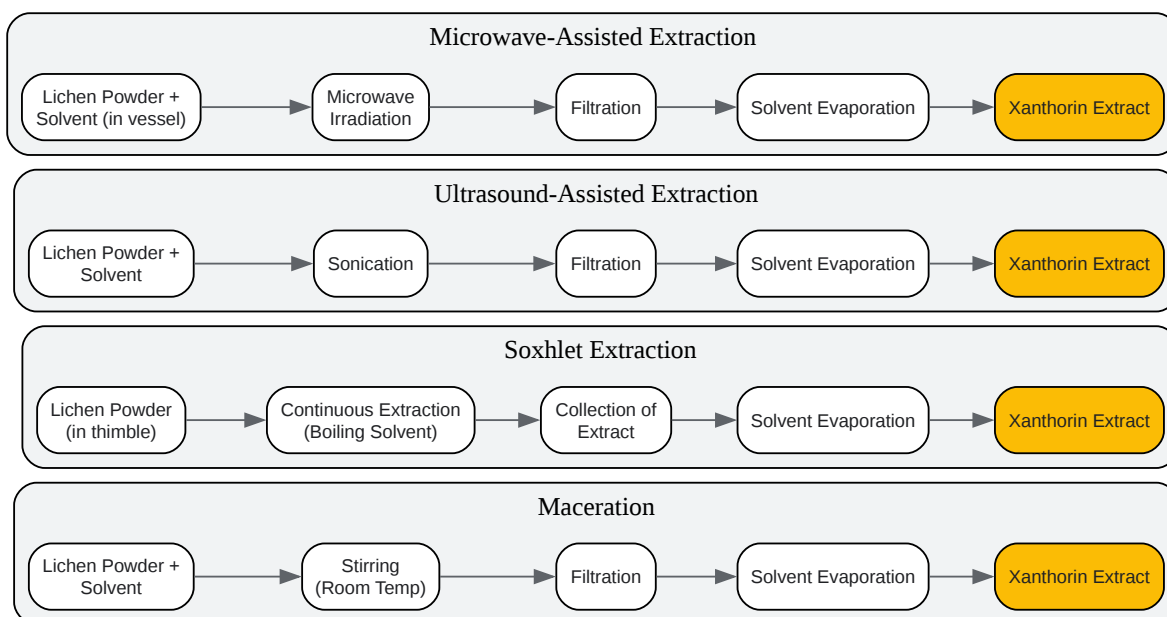 Microwave-Assisted Extraction
Lichen Powder +
Solvent (in vessel)
Microwave
Irradiation
Filtration
Solvent Evaporation
Xanthorin Extract
Ultrasound-Assisted Extraction
Lichen Powder +
Solvent
Sonication
Filtration
Solvent Evaporation
Xanthorin Extract
Soxhlet Extraction
Lichen Powder
(in thimble)
Continuous Extraction
(Boiling Solvent)
Collection of
Extract
Solvent Evaporation
Xanthorin Extract
Maceration
Lichen Powder +
Solvent
Stirring
(Room Temp)
Filtration
Solvent Evaporation
Xanthorin Extract